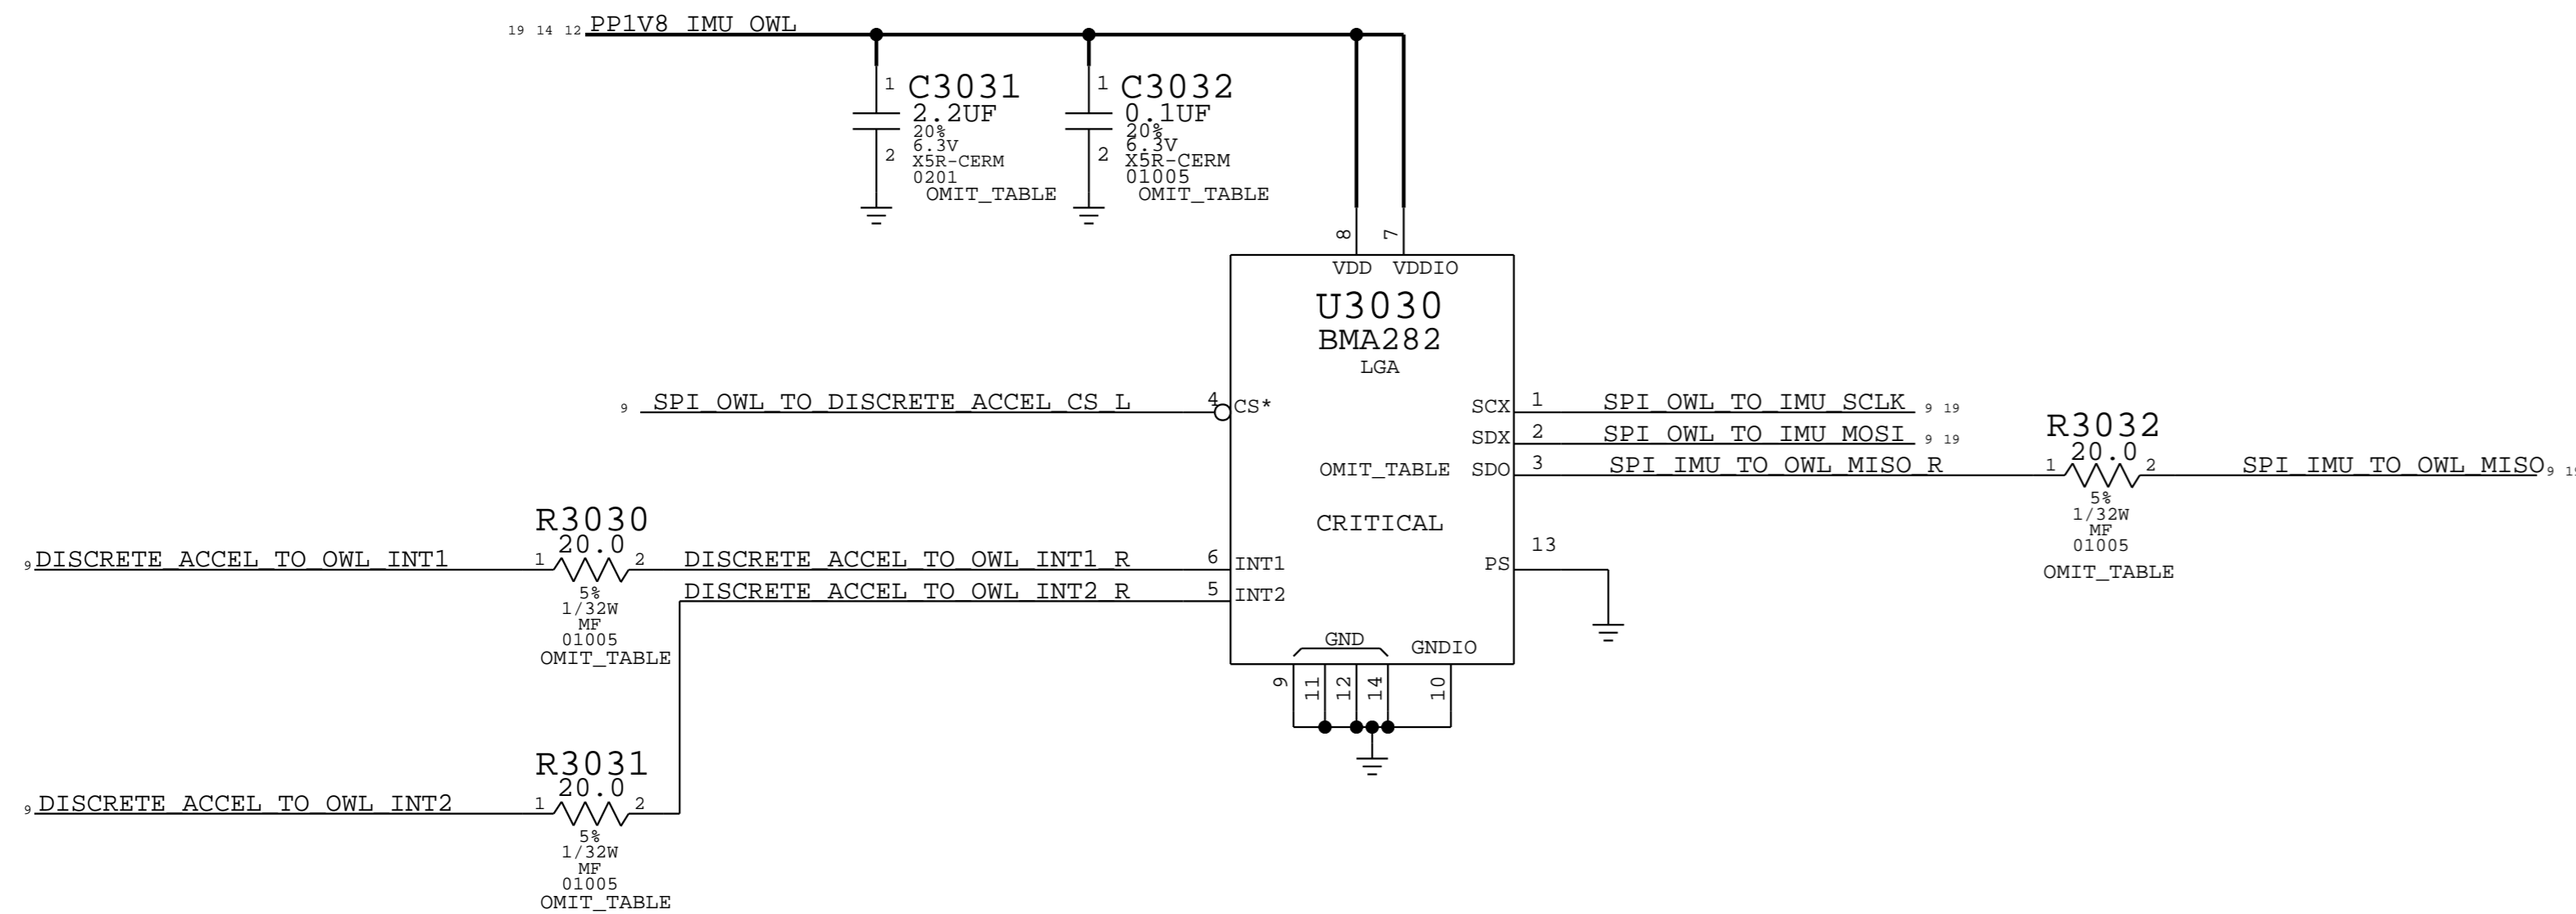 19 14 12 PP1V8_IMU_OWL
1 C3031
2.2UF
20%
6.3V
2 X5R-CERM
0201
OMIT_TABLE
1 C3032
0.1UF
20%
6.3V
2 X5R-CERM
01005
OMIT_TABLE
8 7
VDD VDDIO
U3030
BMA282
LGA
9 SPI_OWL_TO_DISCRETE_ACCEL_CS_L 4 CS*
SCX 1 SPI_OWL_TO_IMU_SCLK 9 19
SDX 2 SPI_OWL_TO_IMU_MOSI 9 19
OMIT_TABLE SDO 3 SPI_IMU_TO_OWL_MISO_R
R3032
20.0
1 2
SPI_IMU_TO_OWL_MISO 9
5%
1/32W
MF
01005
OMIT_TABLE
CRITICAL
PS 13
R3030
20.0
9 DISCRETE_ACCEL_TO_OWL_INT1 1 2 DISCRETE_ACCEL_TO_OWL_INT1_R 6 INT1
5%
1/32W
MF
01005
OMIT_TABLE
DISCRETE_ACCEL_TO_OWL_INT2_R 5 INT2
GND GNDIO
9 11 12 14 10
R3031
20.0
9 DISCRETE_ACCEL_TO_OWL_INT2 1 2
5%
1/32W
MF
01005
OMIT_TABLE